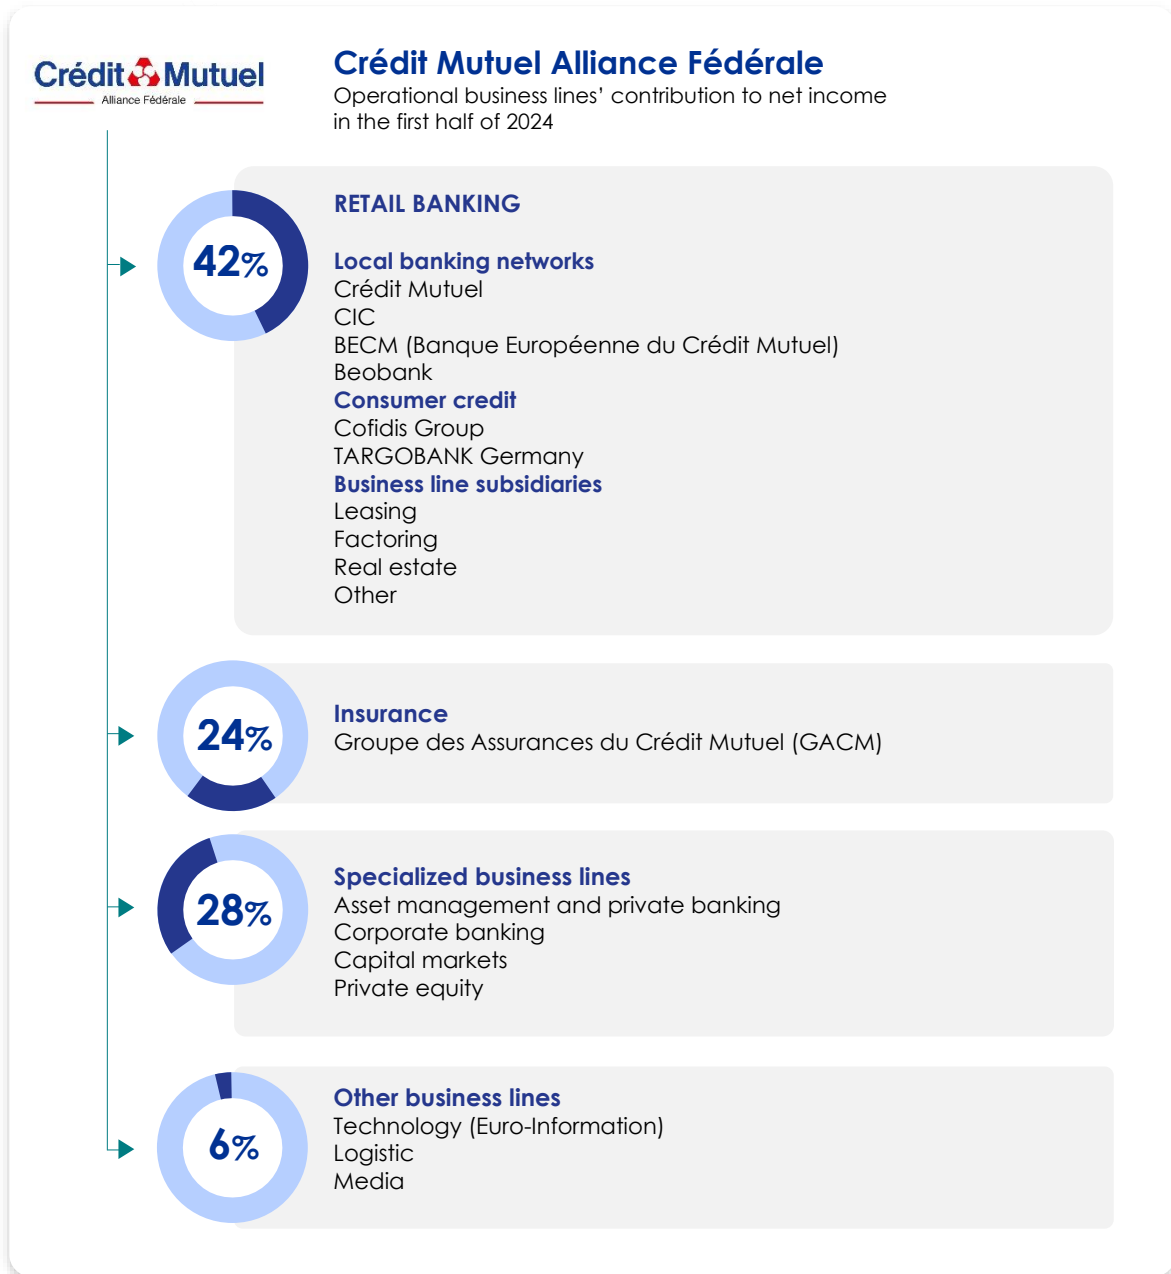 Crédit Mutuel
Alliance Fédérale
Crédit Mutuel Alliance Fédérale
Operational business lines’ contribution to net income
in the first half of 2024
42%
RETAIL BANKING
Local banking networks
Crédit Mutuel
CIC
BECM (Banque Européenne du Crédit Mutuel)
Beobank
Consumer credit
Cofidis Group
TARGOBANK Germany
Business line subsidiaries
Leasing
Factoring
Real estate
Other
24%
Insurance
Groupe des Assurances du Crédit Mutuel (GACM)
28%
Specialized business lines
Asset management and private banking
Corporate banking
Capital markets
Private equity
6%
Other business lines
Technology (Euro-Information)
Logistic
Media